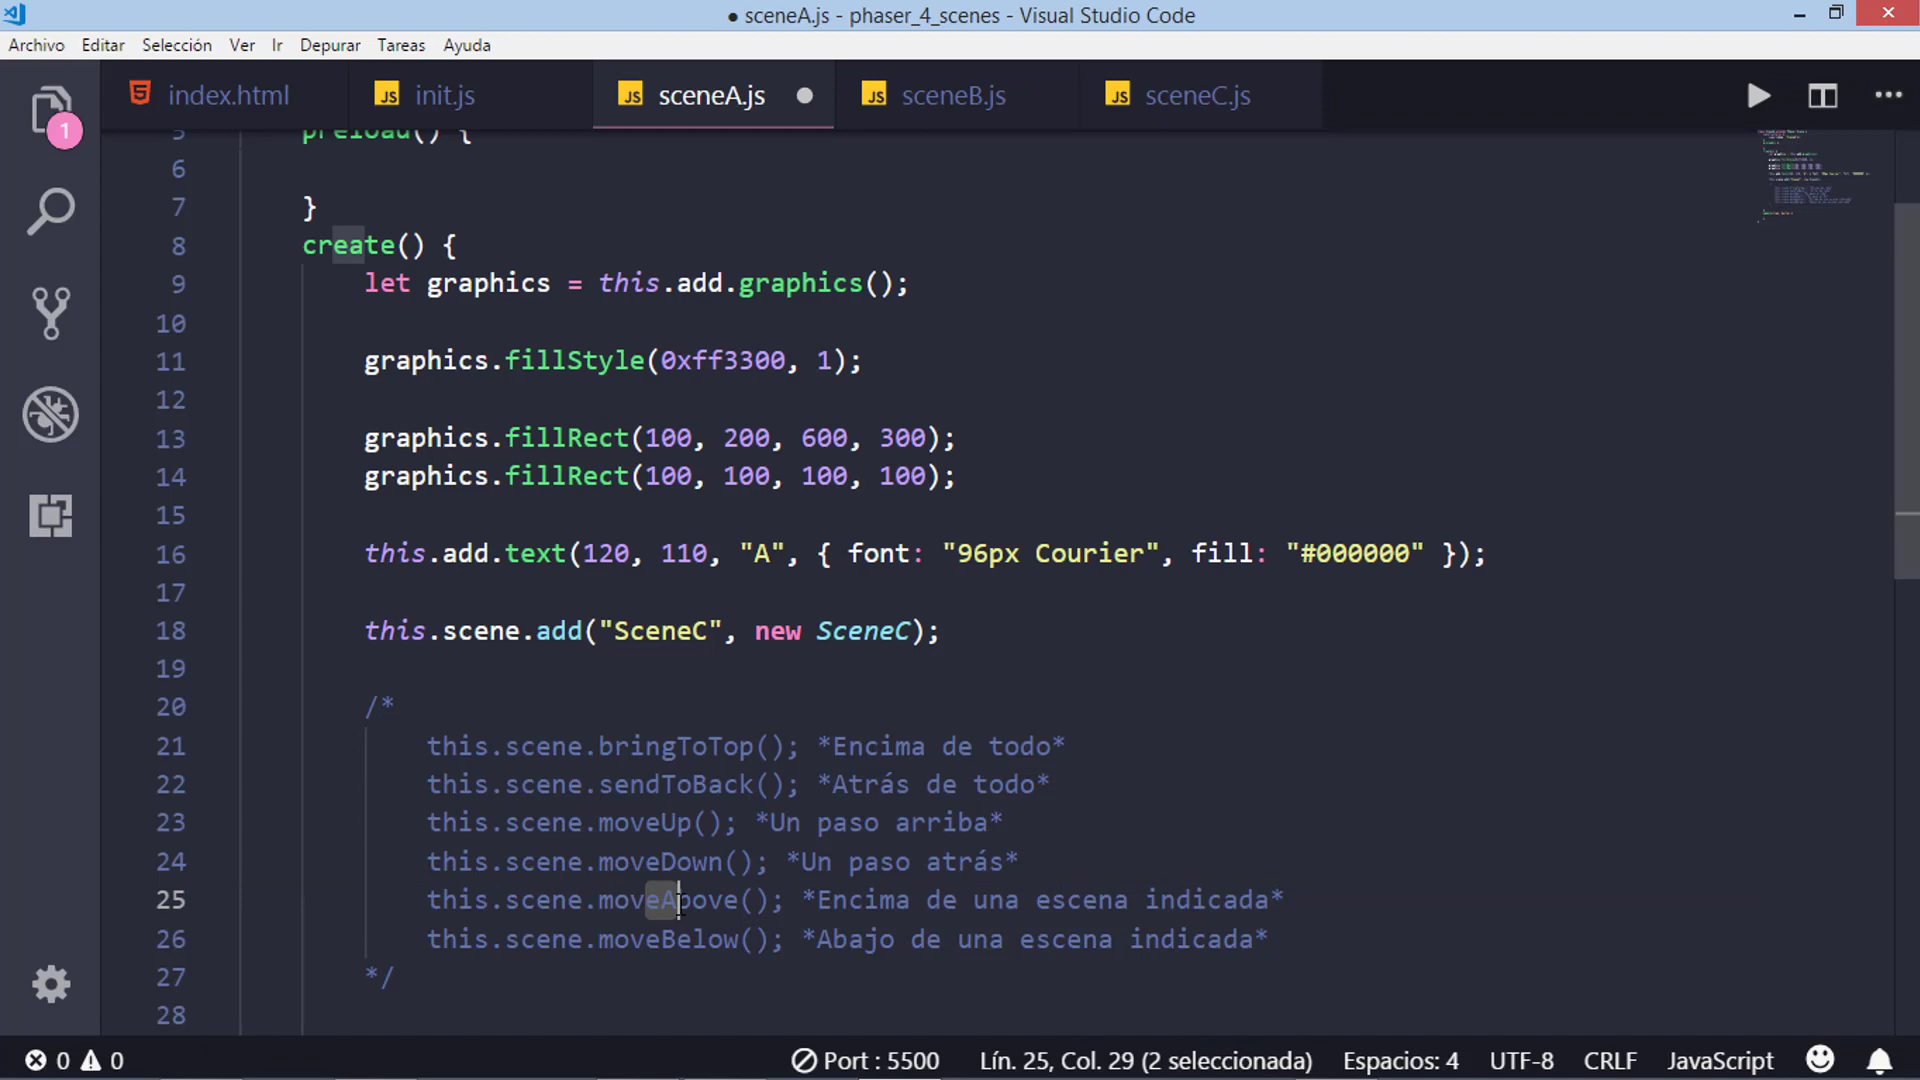 sceneA.js - phaser_4_scenes - Visual Studio Code
Archivo Editar Selección Ver Ir Depurar Tareas Ayuda
index.html JS init.js JS sceneA.js JS sceneB.js JS sceneC.js
1
5 preload() {
6
7 }
8 create() {
9 let graphics = this.add.graphics();
10
11 graphics.fillStyle(0xff3300, 1);
12
13 graphics.fillRect(100, 200, 600, 300);
14 graphics.fillRect(100, 100, 100, 100);
15
16 this.add.text(120, 110, "A", { font: "96px Courier", fill: "#000000" });
17
18 this.scene.add("SceneC", new SceneC);
19
20 /*
21 this.scene.bringToTop(); *Encima de todo*
22 this.scene.sendToBack(); *Atrás de todo*
23 this.scene.moveUp(); *Un paso arriba*
24 this.scene.moveDown(); *Un paso atrás*
25 this.scene.moveApove(); *Encima de una escena indicada*
26 this.scene.moveBelow(); *Abajo de una escena indicada*
27 */
28
0 0 Port : 5500 Lín. 25, Col. 29 (2 seleccionada) Espacios: 4 UTF-8 CRLF JavaScript